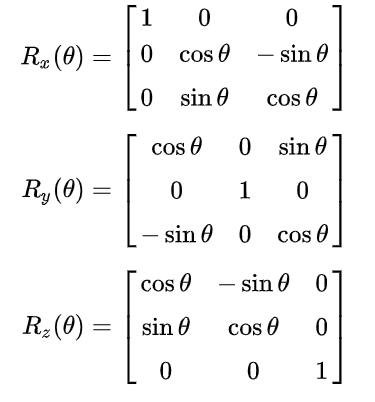 1 0 0
R_x(θ) = 0 cos θ − sin θ
0 sin θ cos θ
cos θ 0 sin θ
R_y(θ) = 0 1 0
− sin θ 0 cos θ
cos θ − sin θ 0
R_z(θ) = sin θ cos θ 0
0 0 1